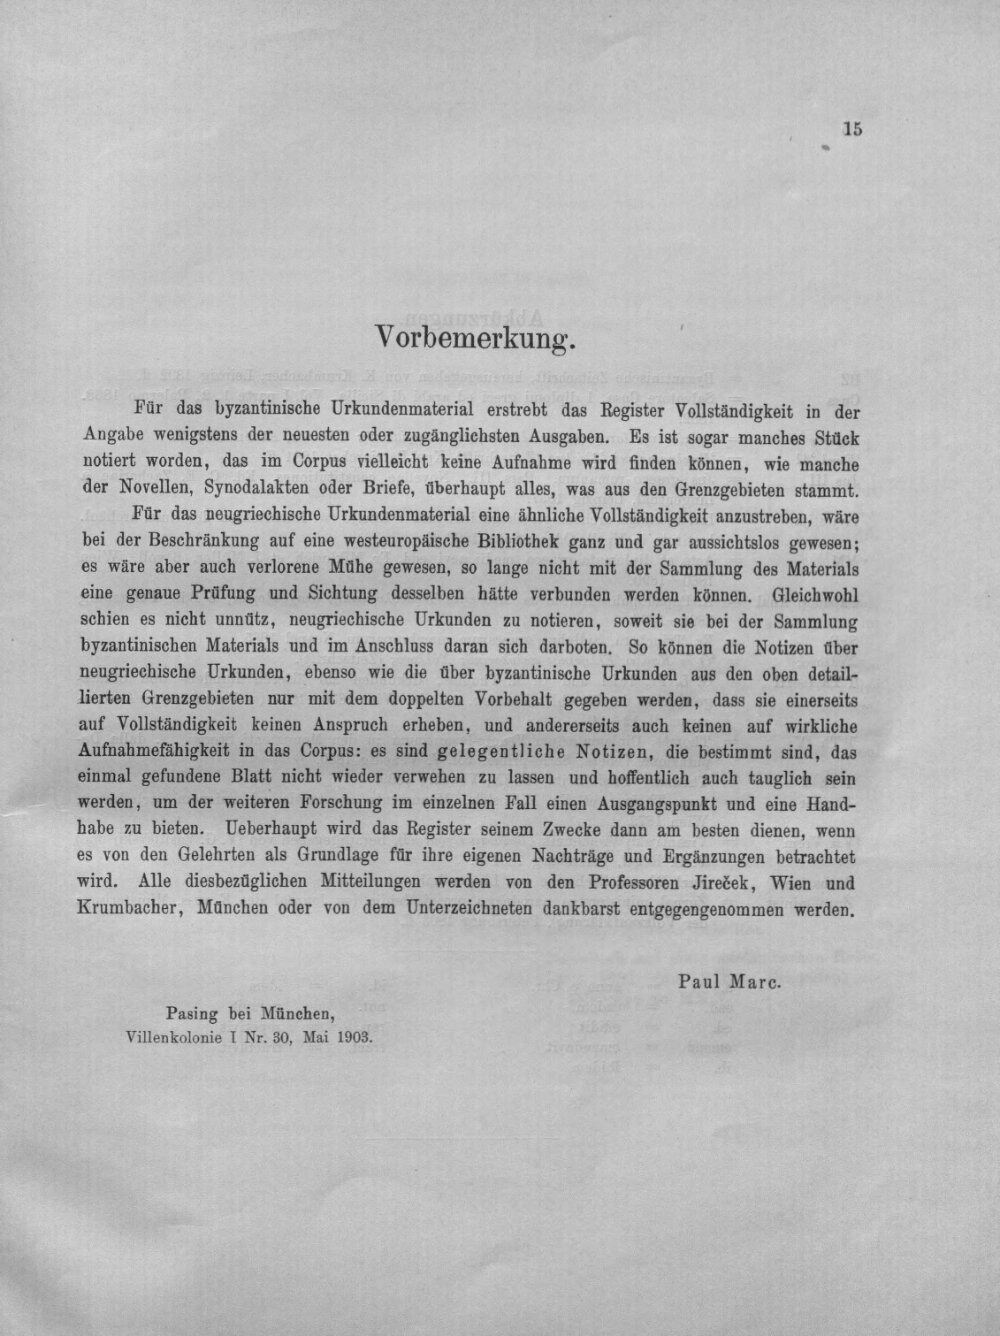 15
Vorbemerkung.
Für das byzantinische Urkundenmaterial erstrebt das Register Vollständigkeit in der
Angabe wenigstens der neuesten oder zugänglichsten Ausgaben. Es ist sogar manches Stück
notiert worden, das im Corpus vielleicht keine Aufnahme wird finden können, wie manche
der Novellen, Synodalakten oder Briefe, überhaupt alles, was aus den Grenzgebieten stammt.
Für das neugriechische Urkundenmaterial eine ähnliche Vollständigkeit anzustreben, wäre
bei der Beschränkung auf eine westeuropäische Bibliothek ganz und gar aussichtslos gewesen;
es wäre aber auch verlorene Mühe gewesen, so lange nicht mit der Sammlung des Materials
eine genaue Prüfung und Sichtung desselben hätte verbunden werden können. Gleichwohl
schien es nicht unnütz, neugriechische Urkunden zu notieren, soweit sie bei der Sammlung
byzantinischen Materials und im Anschluss daran sich darboten. So können die Notizen über
neugriechische Urkunden, ebenso wie die über byzantinische Urkunden aus den oben detail-
lierten Grenzgebieten nur mit dem doppelten Vorbehalt gegeben werden, dass sie einerseits
auf Vollständigkeit keinen Anspruch erheben, und andererseits auch keinen auf wirkliche
Aufnahmefähigkeit in das Corpus: es sind gelegentliche Notizen, die bestimmt sind, das
einmal gefundene Blatt nicht wieder verwehen zu lassen und hoffentlich auch tauglich sein
werden, um der weiteren Forschung im einzelnen Fall einen Ausgangspunkt und eine Hand-
habe zu bieten. Ueberhaupt wird das Register seinem Zwecke dann am besten dienen, wenn
es von den Gelehrten als Grundlage für ihre eigenen Nachträge und Ergänzungen betrachtet
wird. Alle diesbezüglichen Mitteilungen werden von den Professoren Jireček, Wien und
Krumbacher, München oder von dem Unterzeichneten dankbarst entgegengenommen werden.
Paul Marc.
Pasing bei München,
Villenkolonie I Nr. 30, Mai 1903.